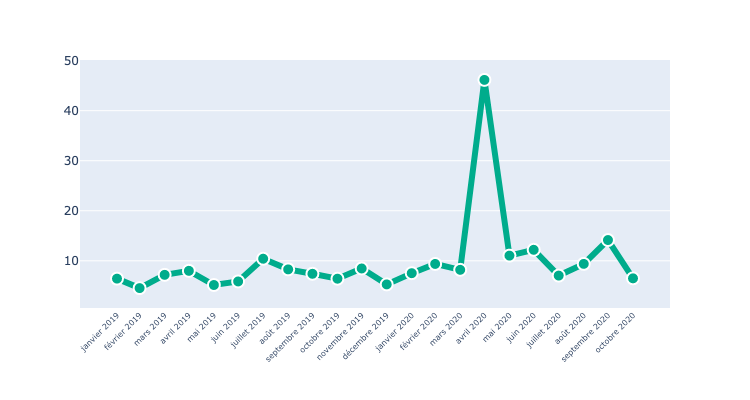 50
40
30
20
10
janvier 2019
février 2019
mars 2019
avril 2019
mai 2019
juin 2019
juillet 2019
août 2019
septembre 2019
octobre 2019
novembre 2019
décembre 2019
janvier 2020
février 2020
mars 2020
avril 2020
mai 2020
juin 2020
juillet 2020
août 2020
septembre 2020
octobre 2020